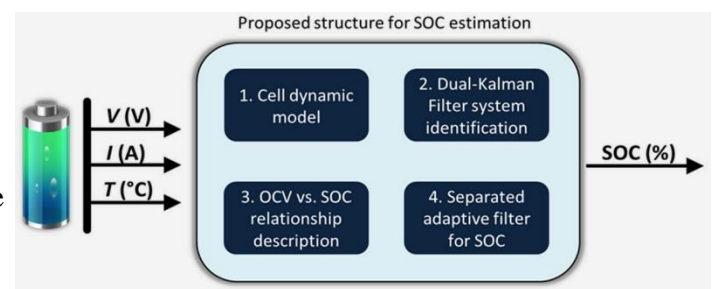 Proposed structure for SOC estimation
V (V)
I (A)
T (°C)
1. Cell dynamic
model
2. Dual-Kalman
Filter system
identification
3. OCV vs. SOC
relationship
description
4. Separated
adaptive filter
for SOC
SOC (%)
e